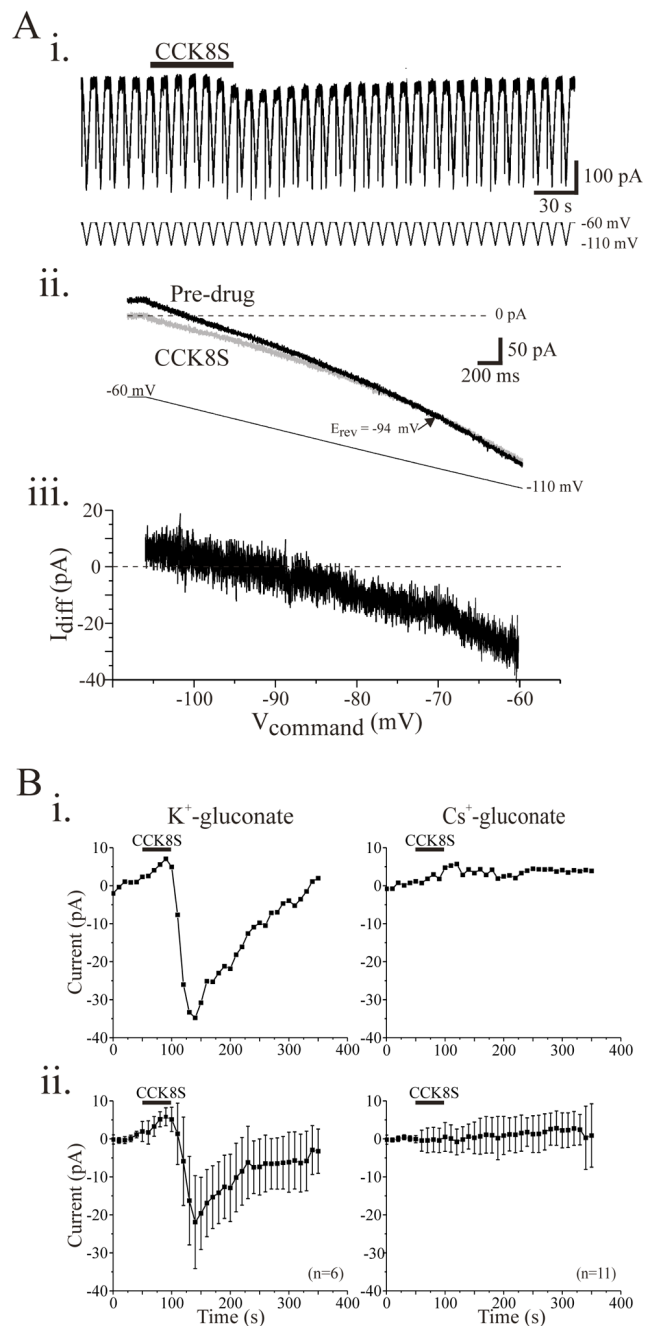 A
i.
CCK8S
100 pA
30 s
-60 mV
-110 mV
ii.
Pre-drug
0 pA
CCK8S
50 pA
200 ms
-60 mV
Erev = -94 mV
-110 mV
iii.
20
0
-20
-40
Idiff (pA)
-100
-90
-80
-70
-60
Vcommand (mV)
B
i.
K+-gluconate
Cs+-gluconate
CCK8S
CCK8S
10
0
-10
-20
-30
-40
Current (pA)
0
100
200
300
400
10
0
-10
-20
-30
-40
0
100
200
300
400
ii.
CCK8S
CCK8S
10
0
-10
-20
-30
-40
Current (pA)
(n=6)
0
100
200
300
400
Time (s)
10
0
-10
-20
-30
-40
(n=11)
0
100
200
300
400
Time (s)